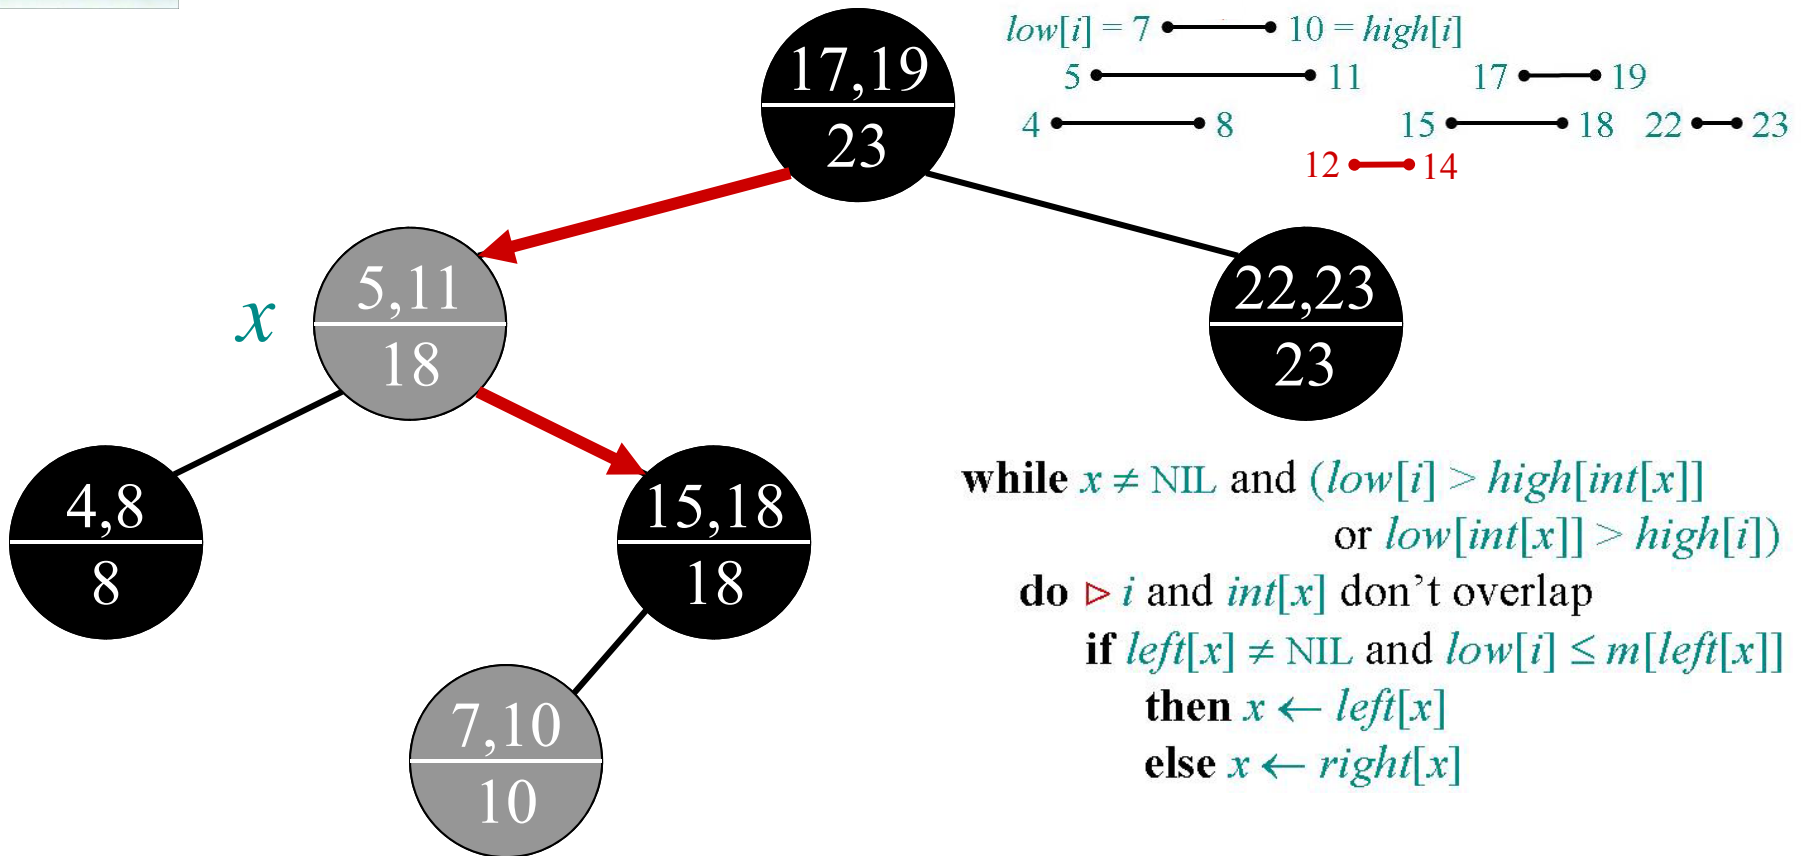 low[i] = 7 10 = high[i]
5 11 17 19
4 8 15 18 22 23
12 14
17,19
23
x
5,11
18
22,23
23
4,8
8
15,18
18
7,10
10
while x ≠ NIL and (low[i] > high[int[x]]
or low[int[x]] > high[i])
do ⊳ i and int[x] don’t overlap
if left[x] ≠ NIL and low[i] ≤ m[left[x]]
then x ← left[x]
else x ← right[x]